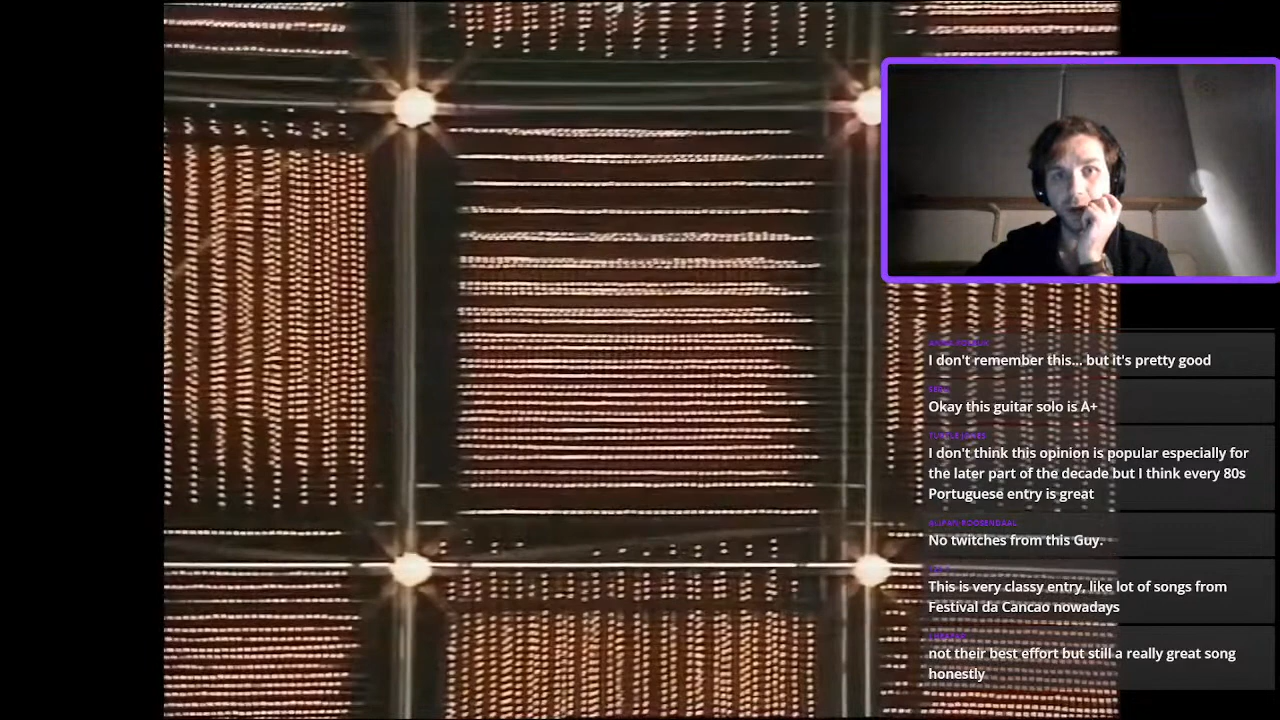 I don't remember this... but it's pretty good
Okay this guitar solo is A+
I don't think this opinion is popular especially for
the later part of the decade but I think every 80s
Portuguese entry is great
No twitches from this Guy.
This is very classy entry, like lot of songs from
Festival da Cancao nowadays
not their best effort but still a really great song
honestly